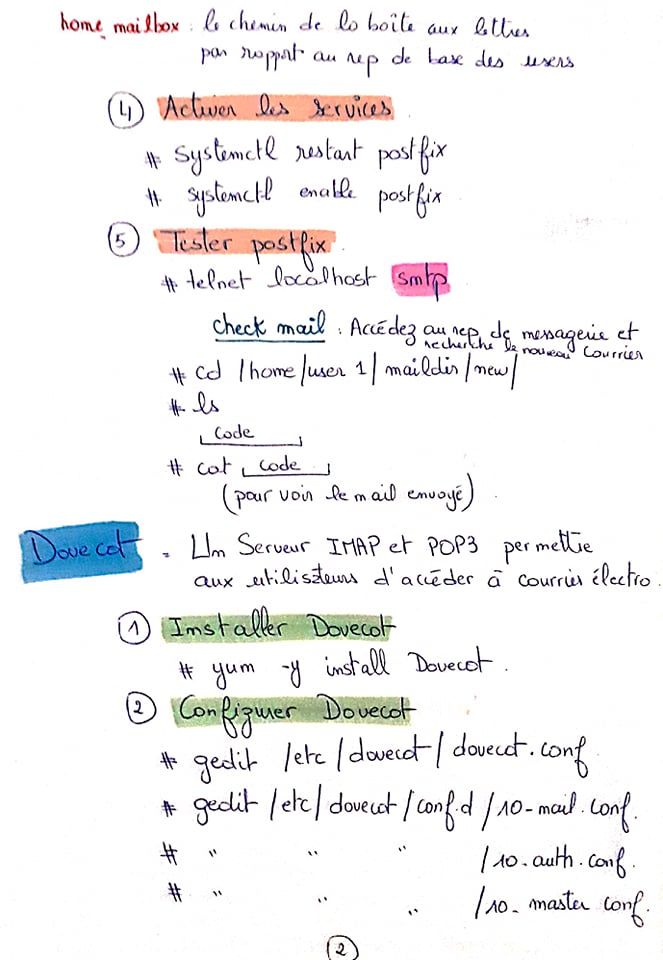 home_mailbox : le chemin de la boîte aux lettres
par rapport au rep de base des users
④ Activer les services
# Systemctl restart postfix
# systemctl enable postfix
⑤ Tester postfix
# telnet localhost smtp
check mail : Accédez au rep de messagerie et
recherche le nouveau courrier
# cd /home/user 1/maildir/new/
# ls
code
# cat code
(pour voir le mail envoyé)
Dovecot = Un Serveur IMAP et POP3 permettre
aux utilisateurs d'accéder à courrier électro.
① Installer Dovecot
# yum -y install Dovecot.
② Configurer Dovecot
# gedit /etc/dovecot/dovecot.conf
# gedit /etc/dovecot/conf.d/10-mail.conf.
# " " " /10-auth.conf.
# " " " /10-master conf.
②